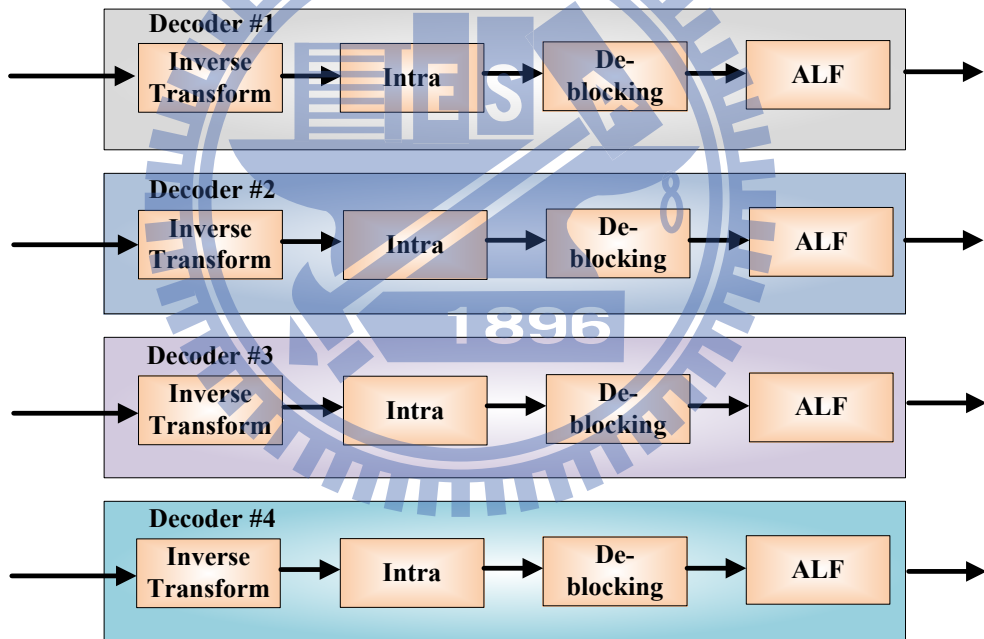 Decoder #1
Inverse
Transform
Intra
De-
blocking
ALF
Decoder #2
Inverse
Transform
Intra
De-
blocking
ALF
Decoder #3
Inverse
Transform
Intra
De-
blocking
ALF
Decoder #4
Inverse
Transform
Intra
De-
blocking
ALF
E S A
8
1896